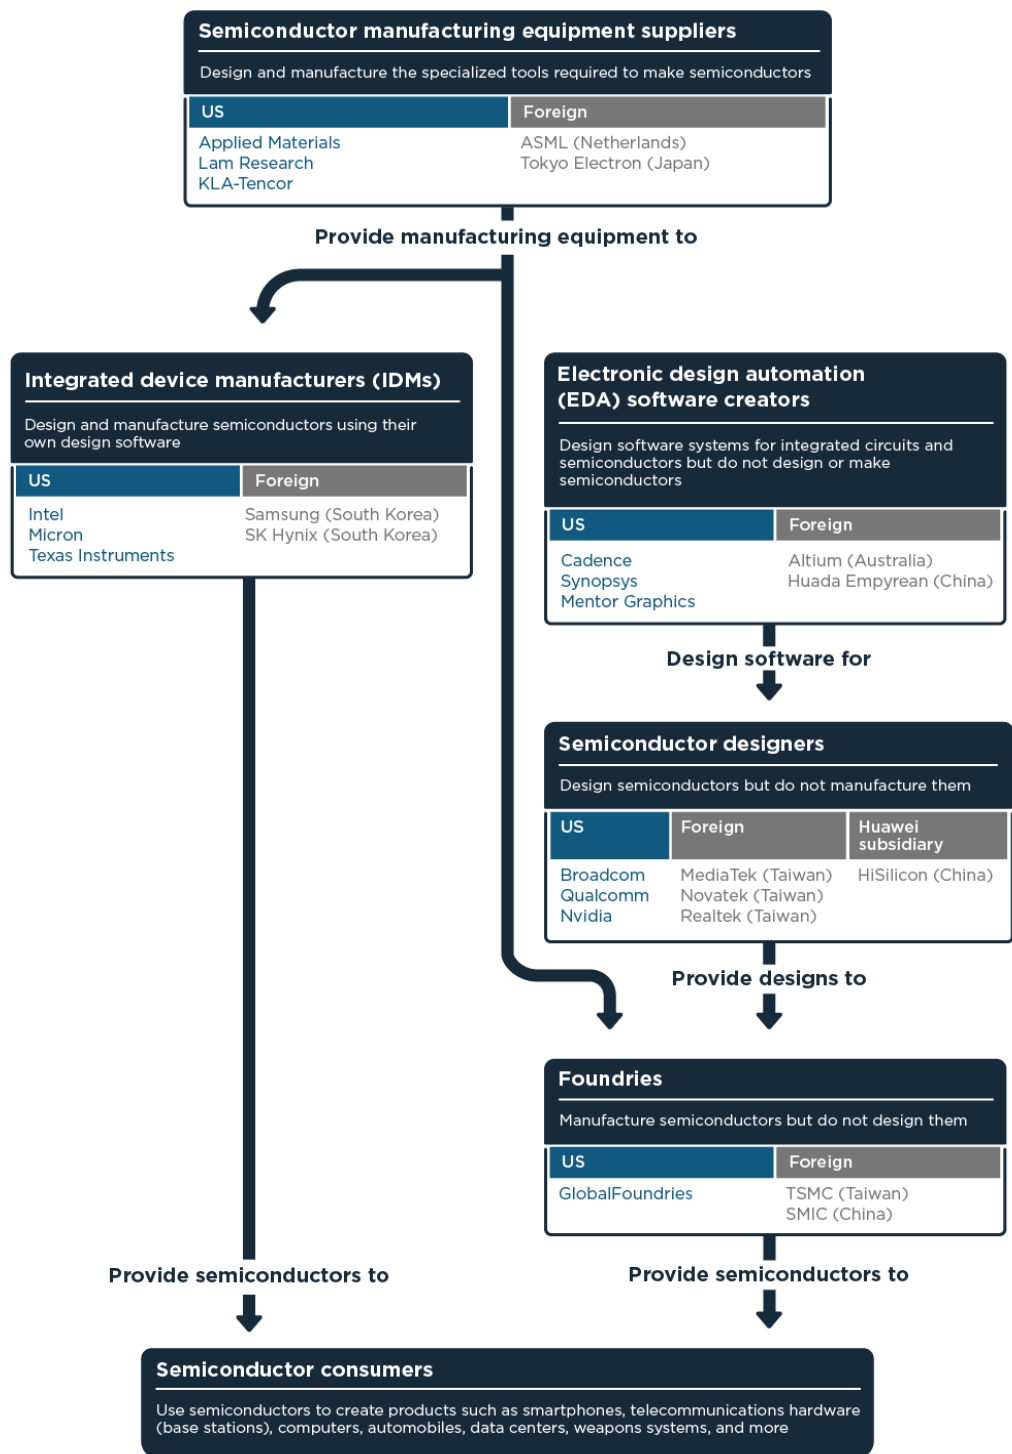 Semiconductor manufacturing equipment suppliers
Design and manufacture the specialized tools required to make semiconductors
US
Foreign
Applied Materials
Lam Research
KLA-Tencor
ASML (Netherlands)
Tokyo Electron (Japan)
Provide manufacturing equipment to
Integrated device manufacturers (IDMs)
Design and manufacture semiconductors using their
own design software
US
Foreign
Intel
Micron
Texas Instruments
Samsung (South Korea)
SK Hynix (South Korea)
Electronic design automation
(EDA) software creators
Design software systems for integrated circuits and
semiconductors but do not design or make
semiconductors
US
Foreign
Cadence
Synopsys
Mentor Graphics
Altium (Australia)
Huada Empyrean (China)
Design software for
Semiconductor designers
Design semiconductors but do not manufacture them
US
Foreign
Huawei
subsidiary
Broadcom
Qualcomm
Nvidia
MediaTek (Taiwan)
Novatek (Taiwan)
Realtek (Taiwan)
HiSilicon (China)
Provide designs to
Foundries
Manufacture semiconductors but do not design them
US
Foreign
GlobalFoundries
TSMC (Taiwan)
SMIC (China)
Provide semiconductors to
Provide semiconductors to
Semiconductor consumers
Use semiconductors to create products such as smartphones, telecommunications hardware
(base stations), computers, automobiles, data centers, weapons systems, and more